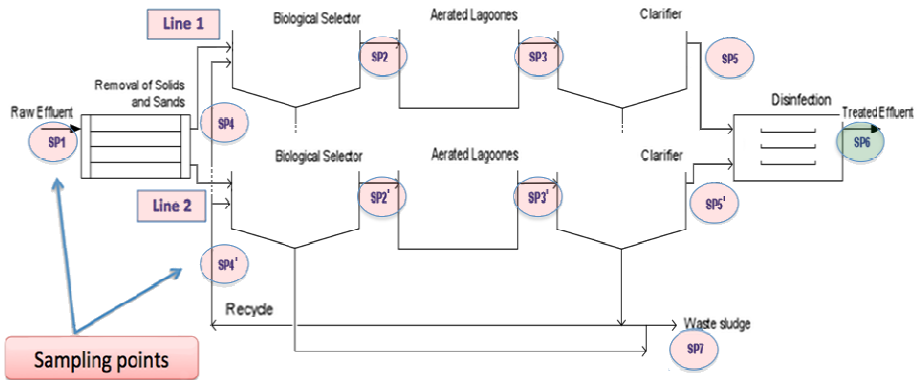 Line 1
Biological Selector
Aerated Lagoones
Clarifier
SP2
SP3
SP5
Removal of Solids
and Sands
Raw Effluent
SP1
SP4
Disinfection
Treated Effluent
SP6
Line 2
Biological Selector
Aerated Lagoones
Clarifier
SP2'
SP3'
SP5'
SP4'
Recycle
Waste sludge
SP7
Sampling points